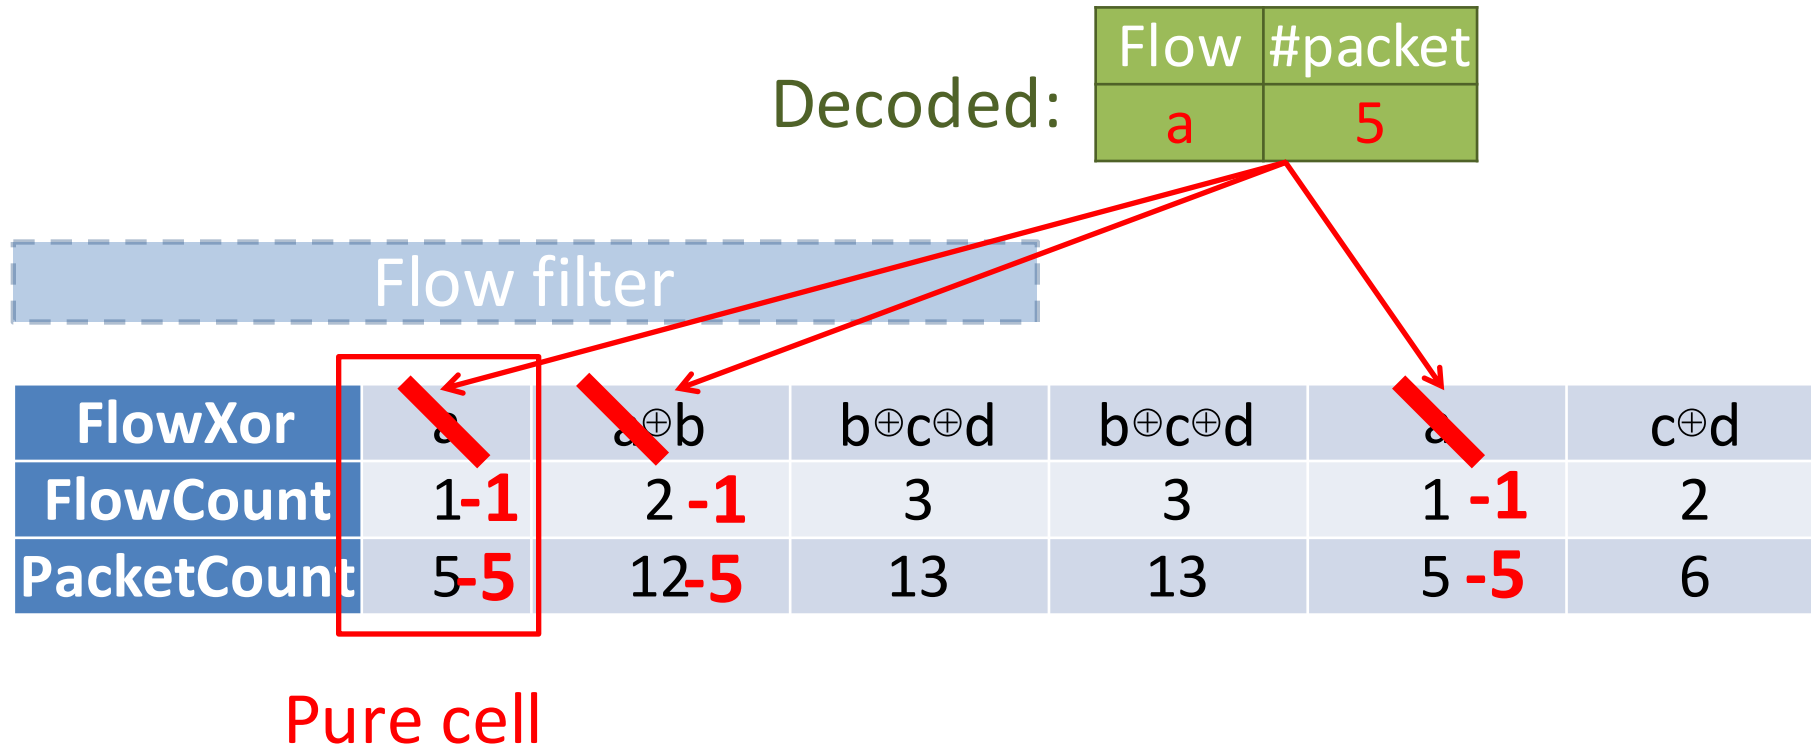 Flow #packet
Decoded: a 5
Flow filter
FlowXor a a⊕b b⊕c⊕d b⊕c⊕d a c⊕d
FlowCount 1-1 2 -1 3 3 1 -1 2
PacketCount 5-5 12-5 13 13 5 -5 6
Pure cell